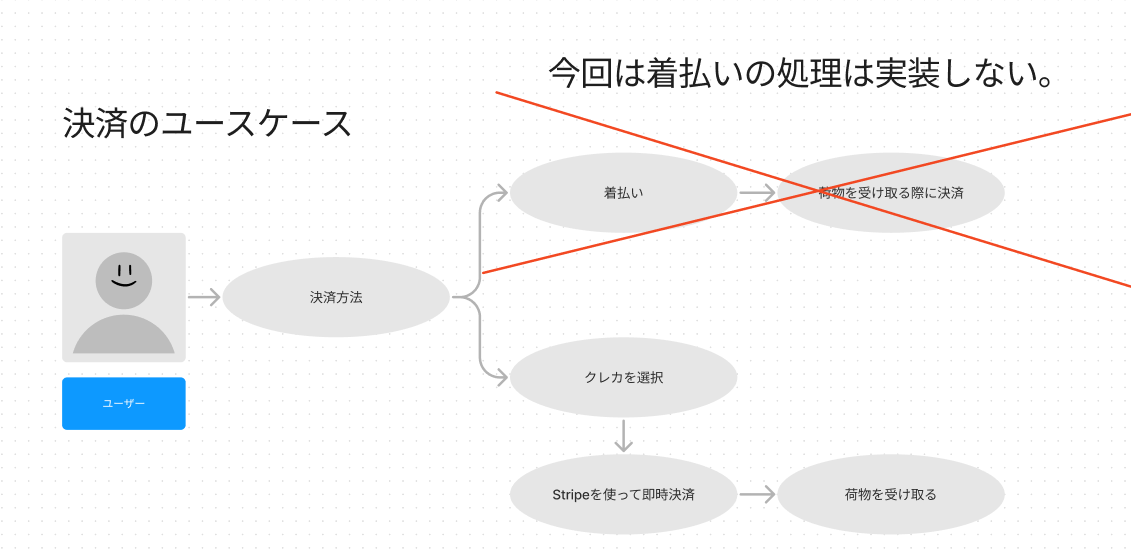 今回は着払いの処理は実装しない。
決済のユースケース
着払い
荷物を受け取る際に決済
決済方法
クレカを選択
ユーザー
Stripeを使って即時決済
荷物を受け取る